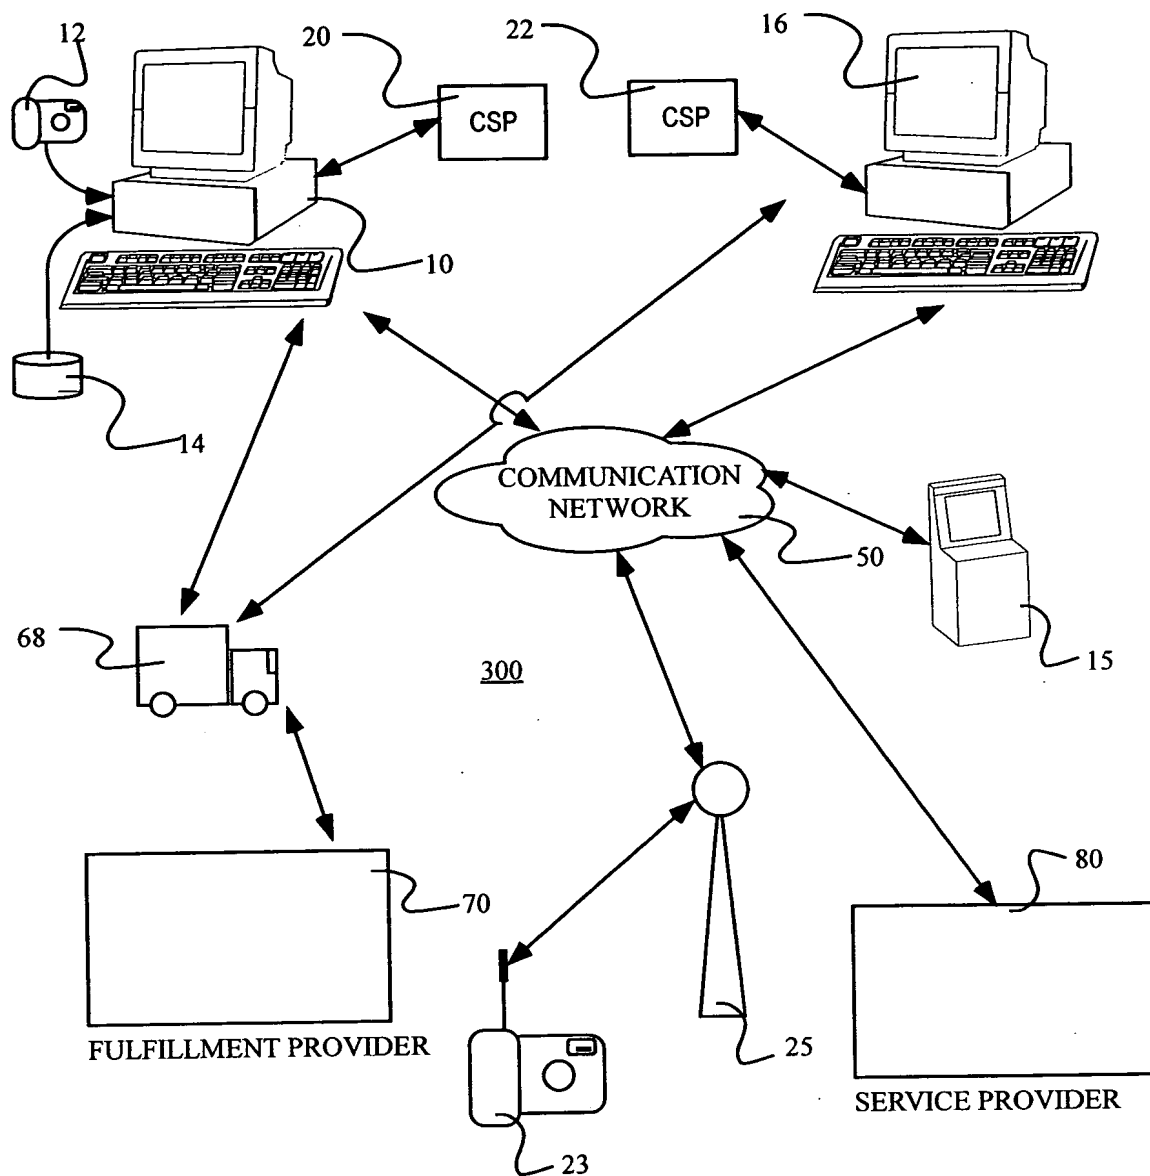 12
20
22
16
CSP
CSP
10
14
COMMUNICATION
NETWORK
50
68
300
15
70
80
FULFILLMENT PROVIDER
25
SERVICE PROVIDER
23